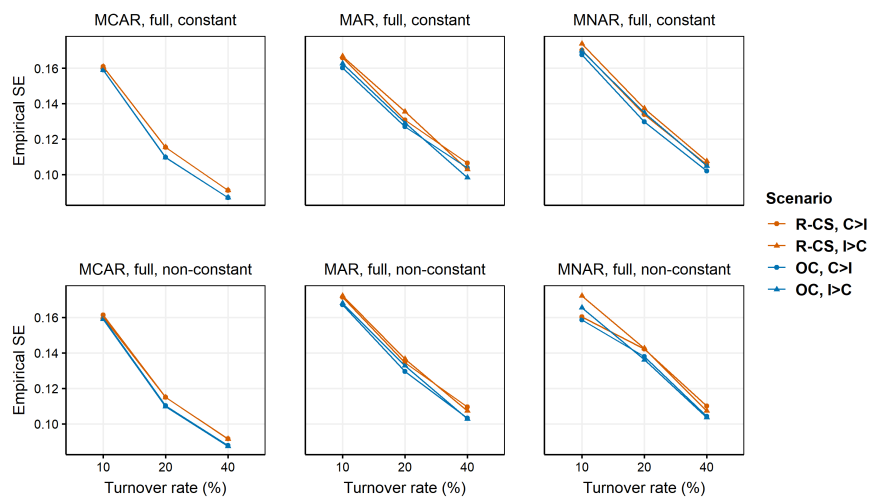 MCAR, full, constant
MAR, full, constant
MNAR, full, constant
Empirical SE
0.16
0.14
0.12
0.10
MCAR, full, non-constant
MAR, full, non-constant
MNAR, full, non-constant
Empirical SE
0.16
0.14
0.12
0.10
10 20 40
10 20 40
10 20 40
Turnover rate (%)
Turnover rate (%)
Turnover rate (%)
Scenario
R-CS, C>I
R-CS, I>C
OC, C>I
OC, I>C